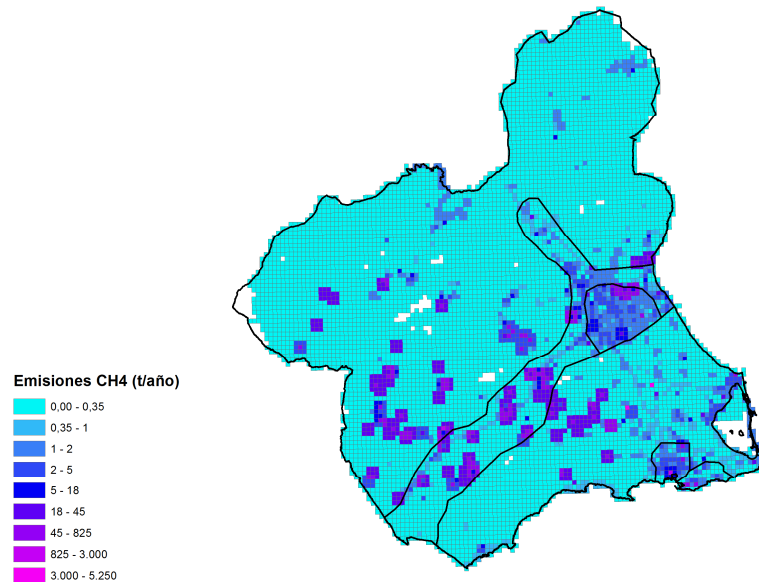 Emisiones CH4 (t/año)
0,00 - 0,35
0,35 - 1
1 - 2
2 - 5
5 - 18
18 - 45
45 - 825
825 - 3.000
3.000 - 5.250